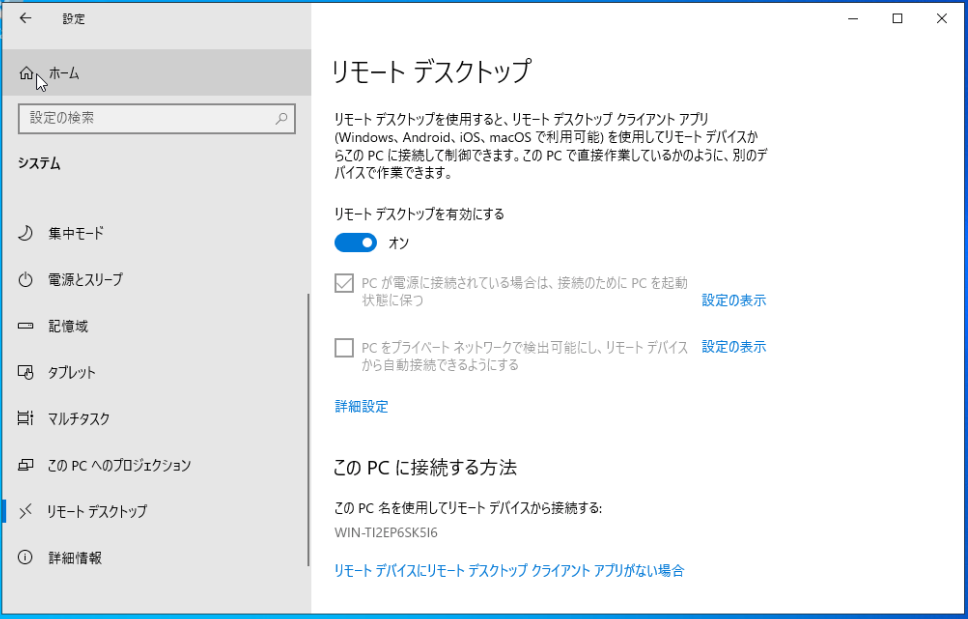 設定
ホーム
設定の検索
システム
集中モード
電源とスリープ
記憶域
タブレット
マルチタスク
この PC へのプロジェクション
リモート デスクトップ
詳細情報
リモート デスクトップ
リモート デスクトップを使用すると、リモート デスクトップ クライアント アプリ
(Windows、Android、iOS、macOS で利用可能) を使用してリモート デバイスか
らこの PC に接続して制御できます。この PC で直接作業しているかのように、別のデ
バイスで作業できます。
リモート デスクトップを有効にする
オン
PC が電源に接続されている場合は、接続のために PC を起動
状態に保つ
設定の表示
PC をプライベート ネットワークで検出可能にし、リモート デバイス
から自動接続できるようにする
設定の表示
詳細設定
この PC に接続する方法
この PC 名を使用してリモート デバイスから接続する:
WIN-TI2EP6SK5I6
リモート デバイスにリモート デスクトップ クライアント アプリがない場合